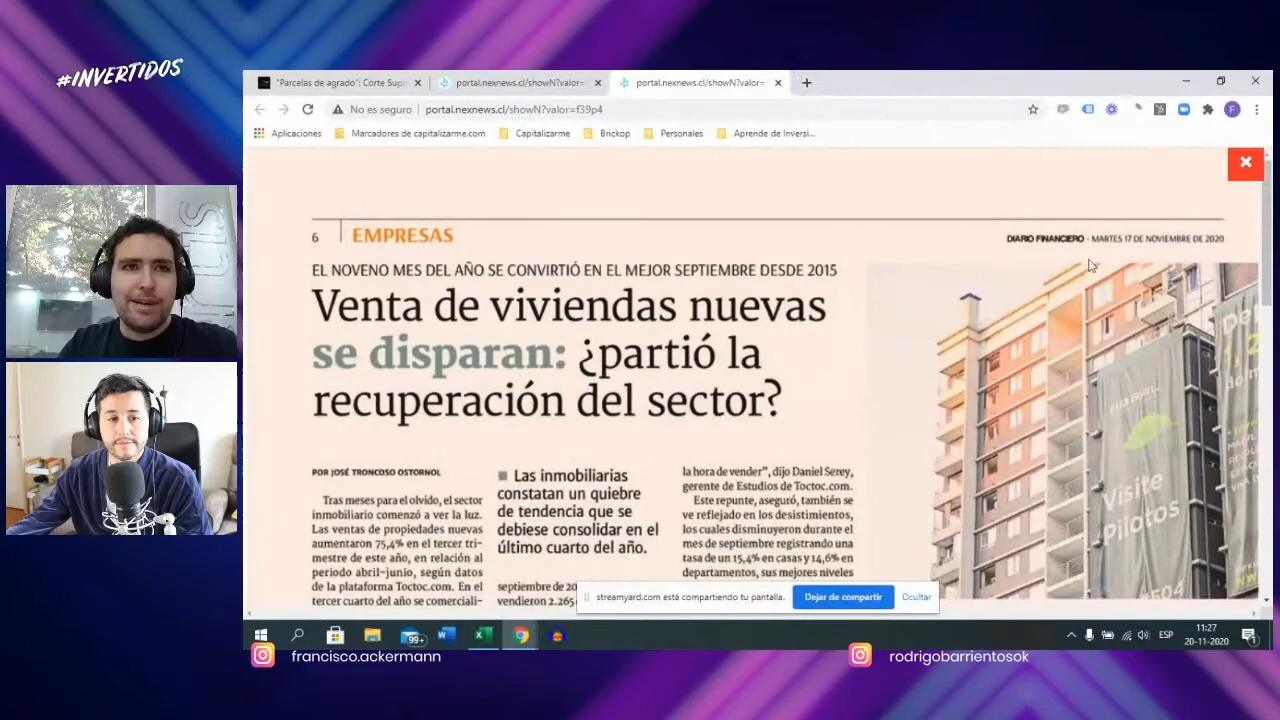 #INVERTIDOS
"Parcelas de agrado": Corte Supr
portal.nexnews.cl/showN?valor=
portal.nexnews.cl/showN?valor=
No es seguro
portal.nexnews.cl/showN?valor=f39p4
Aplicaciones
Marcadores de capitalizarme.com
Capitalizarme
Brickop
Personales
Aprende de Inversi...
6
EMPRESAS
DIARIO FINANCIERO - MARTES 17 DE NOVIEMBRE DE 2020
EL NOVENO MES DEL AÑO SE CONVIRTIÓ EN EL MEJOR SEPTIEMBRE DESDE 2015
Venta de viviendas nuevas
se disparan: ¿partió la
recuperación del sector?
POR JOSÉ TRONCOSO OSTORNOL
Tras meses para el olvido, el sector
inmobiliario comenzó a ver la luz.
Las ventas de propiedades nuevas
aumentaron 75,4% en el tercer tri-
mestre de este año, en relación al
periodo abril-junio, según datos
de la plataforma Toctoc.com. En el
tercer cuarto del año se comerciali-
Las inmobiliarias
constatan un quiebre
de tendencia que se
debiese consolidar en el
último cuarto del año.
septiembre de 20
vendieron 2.265
la hora de vender", dijo Daniel Serey,
gerente de Estudios de Toctoc.com.
Este repunte, aseguró, también se
ve reflejado en los desistimientos,
los cuales disminuyeron durante el
mes de septiembre registrando una
tasa de un 15,4% en casas y 14,6% en
departamentos, sus mejores niveles
Visite
Pilotos
streamyard.com está compartiendo tu pantalla.
Dejar de compartir
Ocultar
99+
ESP
11:27
20-11-2020
francisco.ackermann
rodrigobarrientosok